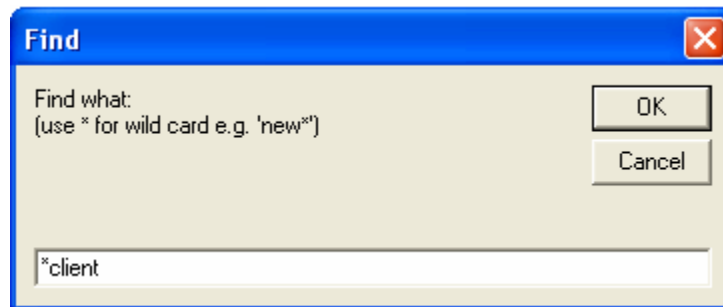 Find
Find what:
(use * for wild card e.g. 'new*')
OK
Cancel
*client